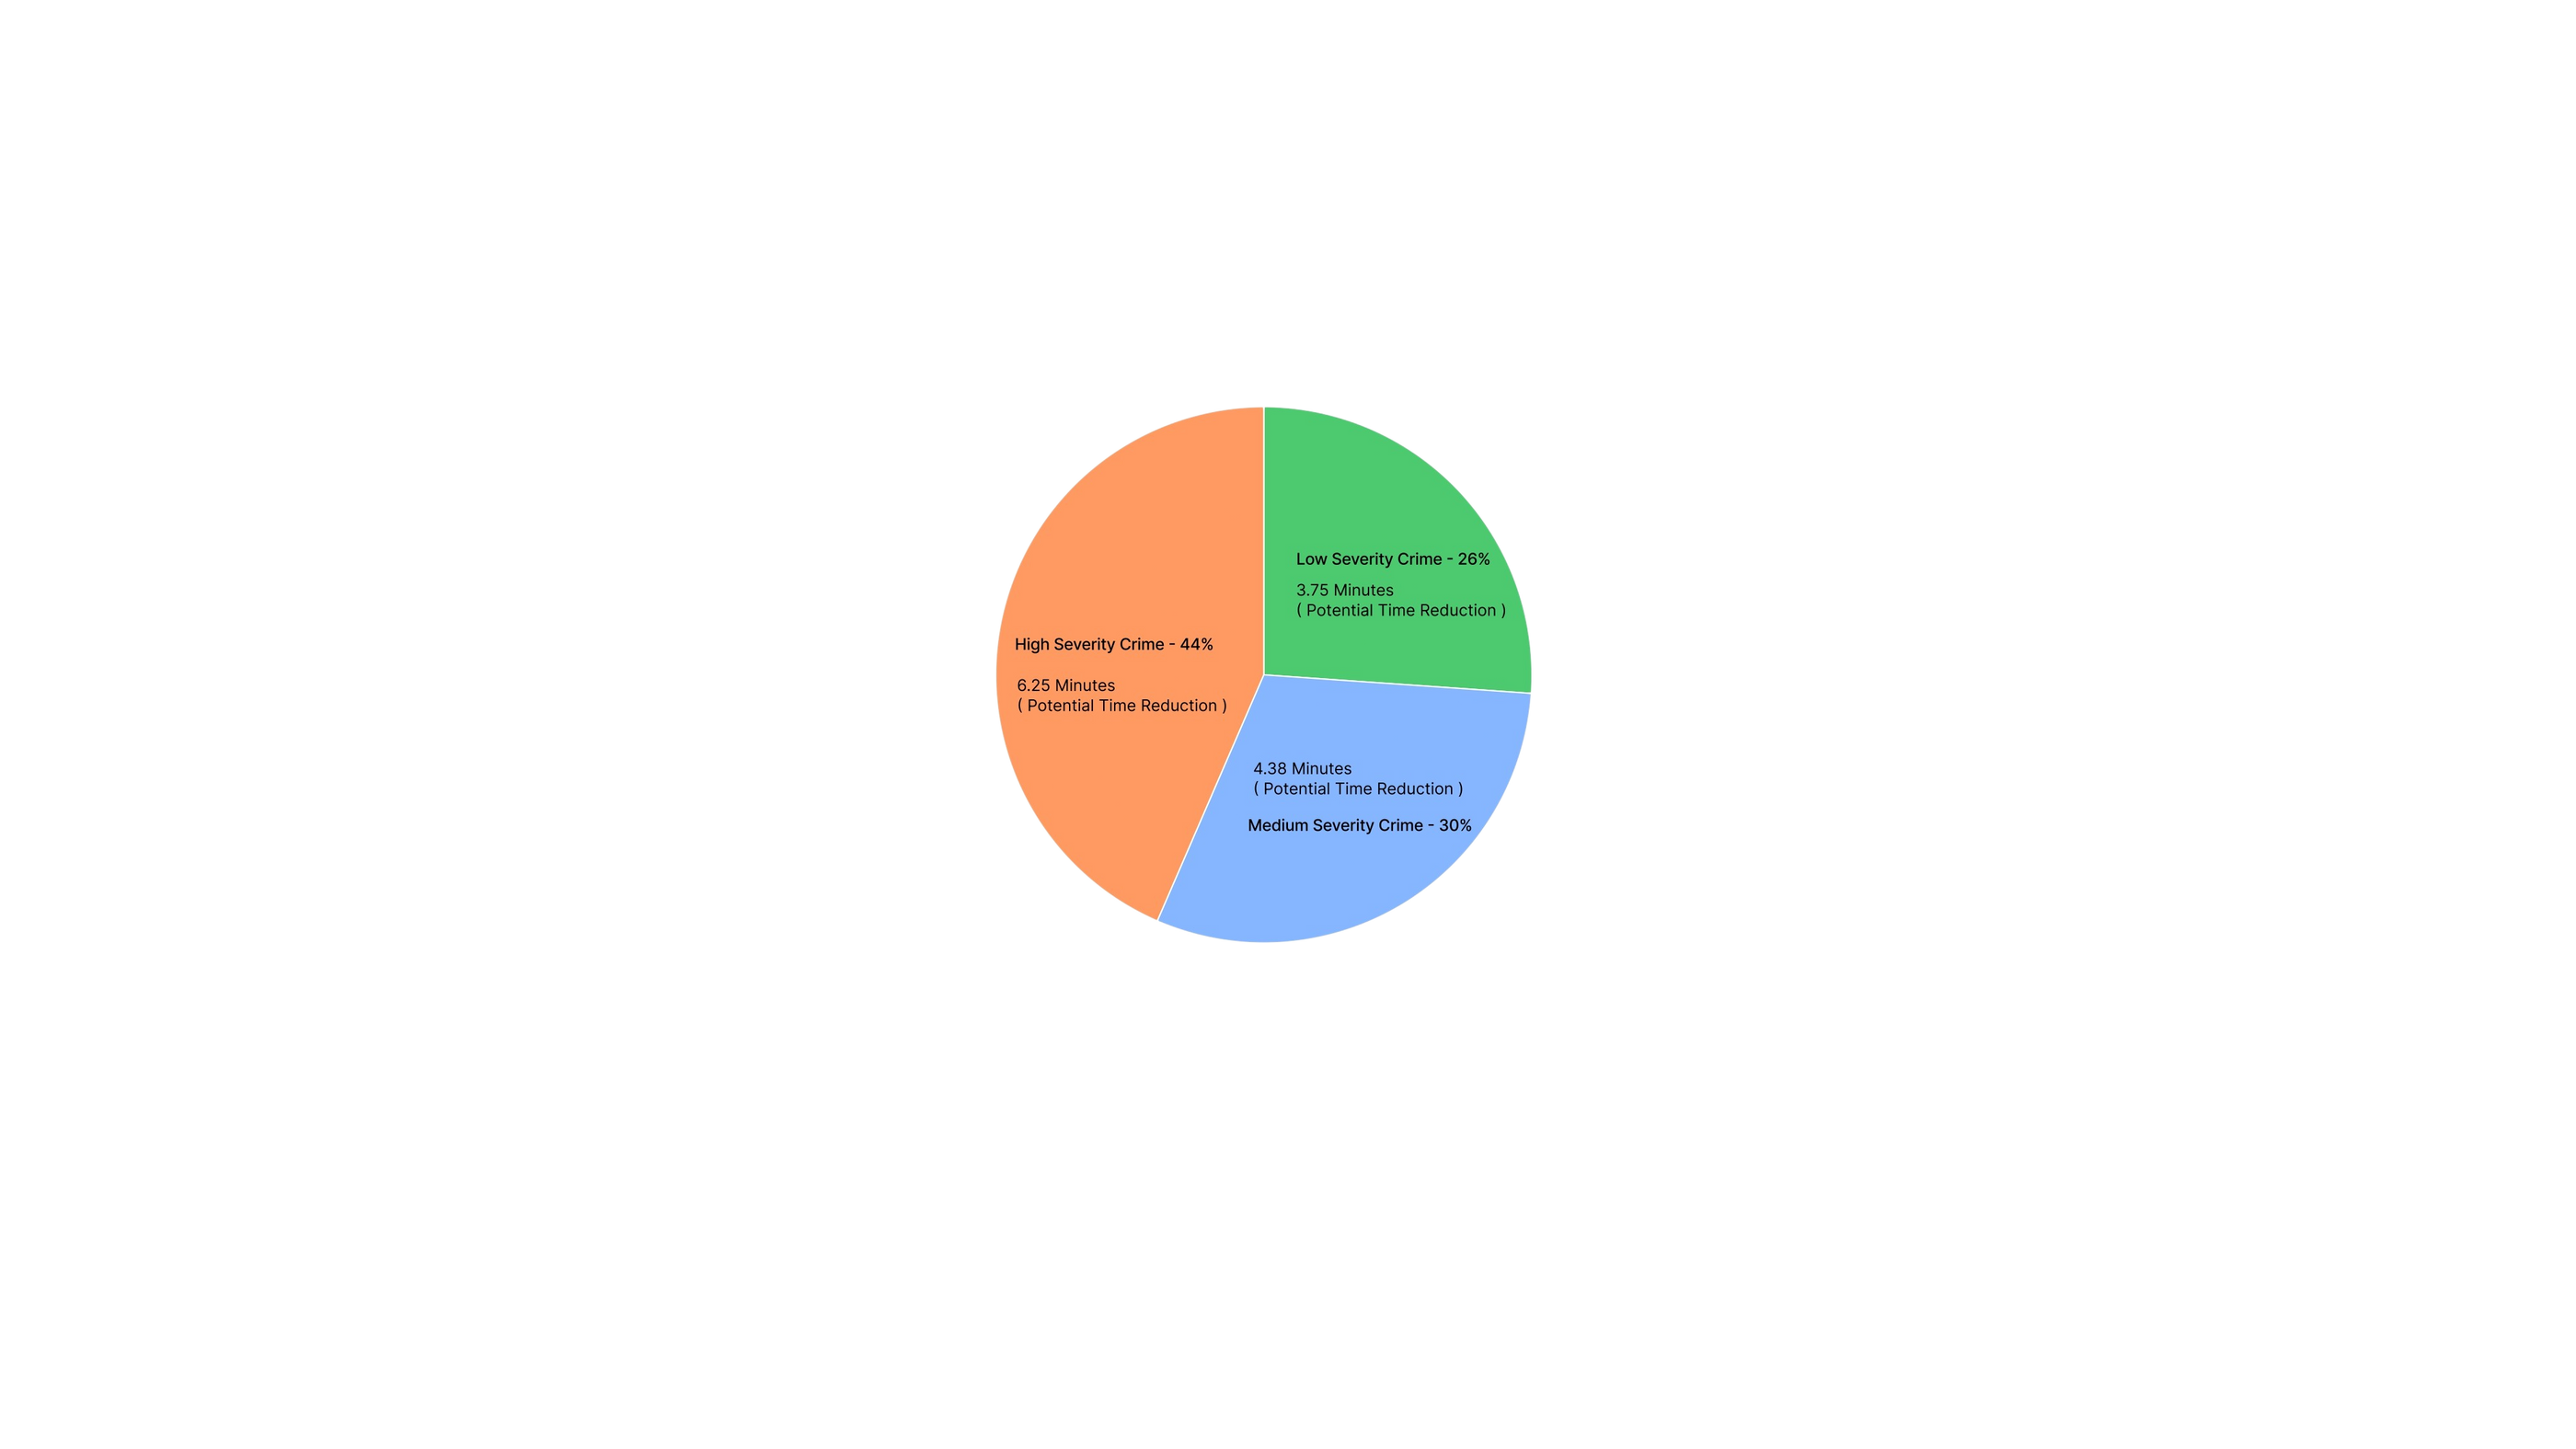 Low Severity Crime - 26%
3.75 Minutes
( Potential Time Reduction )
High Severity Crime - 44%
6.25 Minutes
( Potential Time Reduction )
4.38 Minutes
( Potential Time Reduction )
Medium Severity Crime - 30%